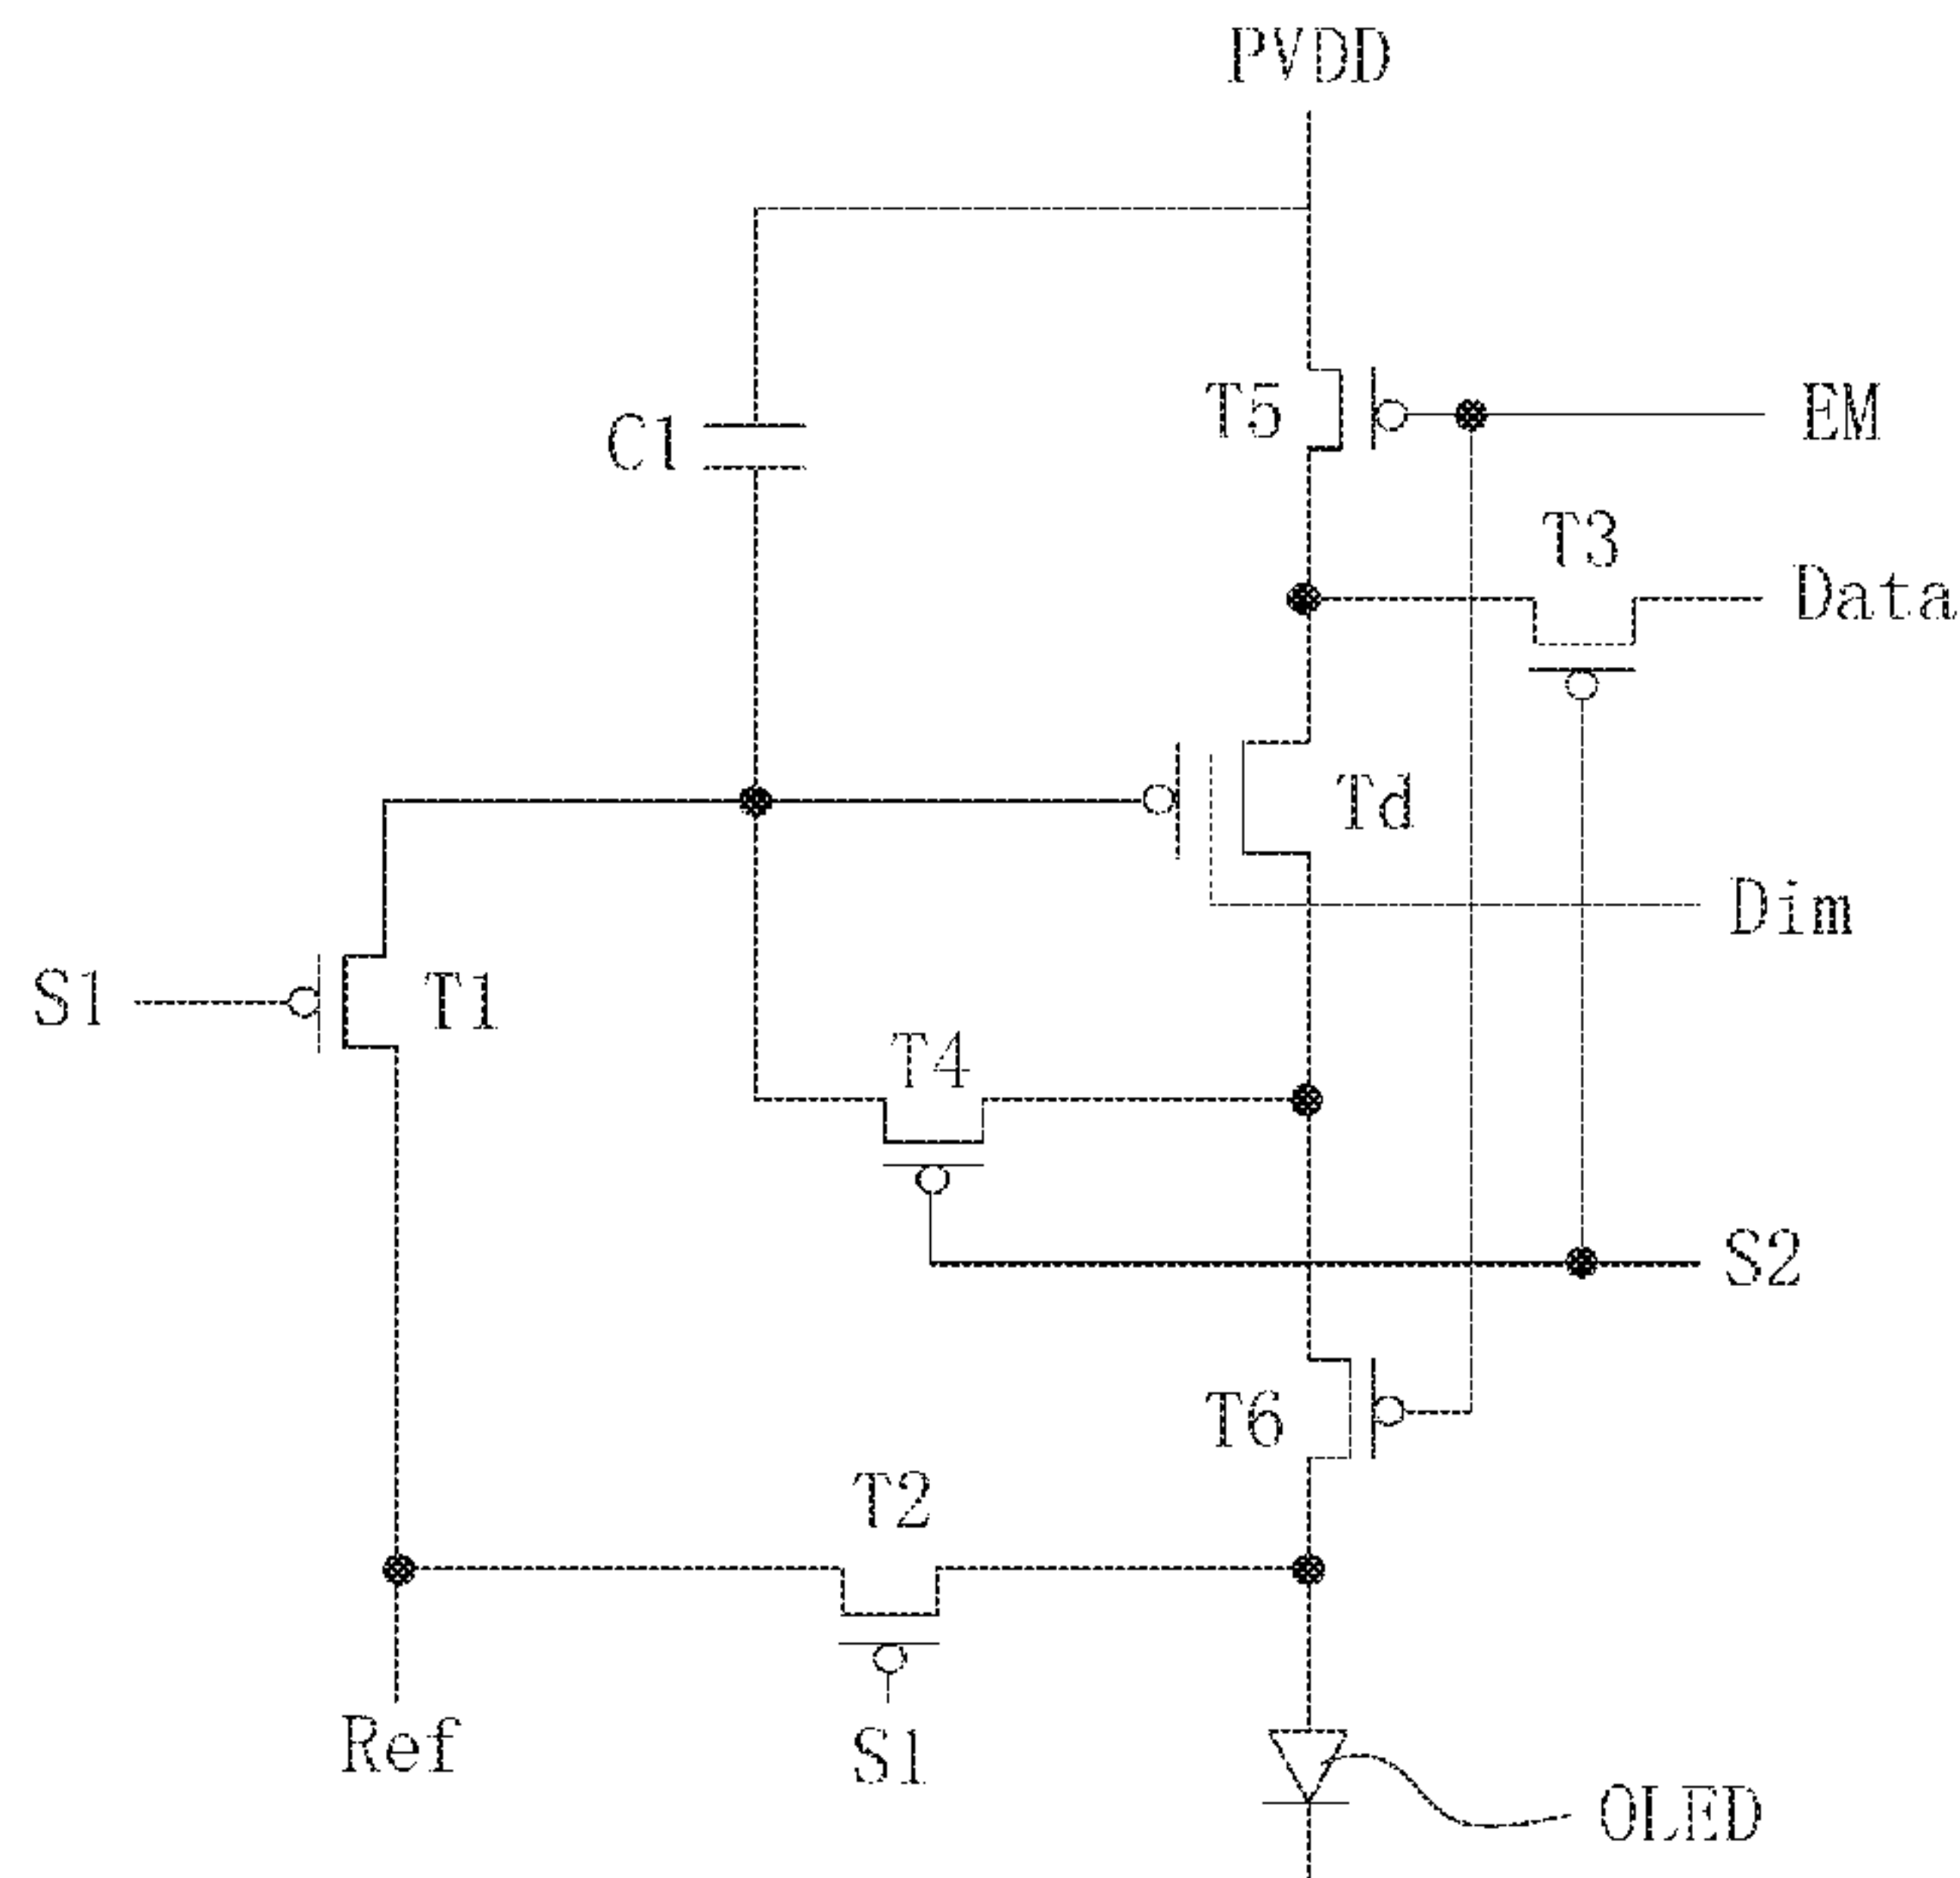 PVDD
C1
T5
EM
T3
Data
Td
Dim
S1
T1
T4
S2
T6
T2
Ref
S1
OLED